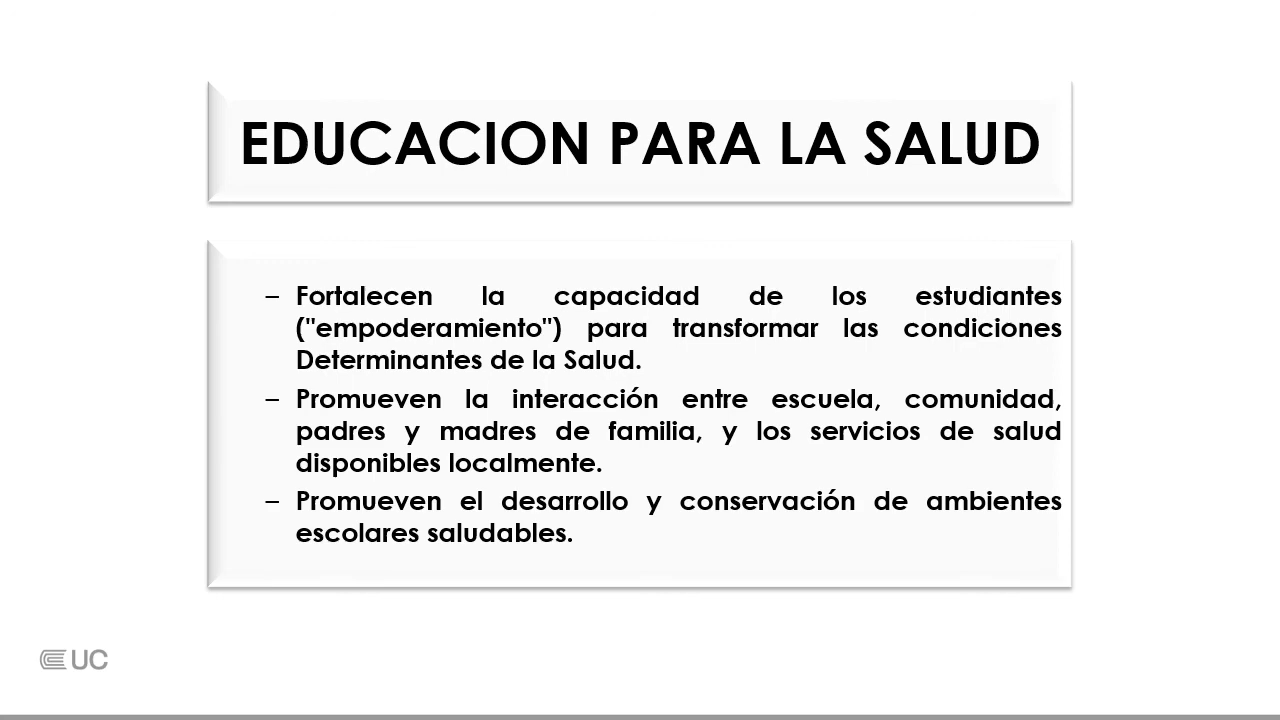 EDUCACION PARA LA SALUD
– Fortalecen la capacidad de los estudiantes
("empoderamiento") para transformar las condiciones
Determinantes de la Salud.
– Promueven la interacción entre escuela, comunidad,
padres y madres de familia, y los servicios de salud
disponibles localmente.
– Promueven el desarrollo y conservación de ambientes
escolares saludables.
UC